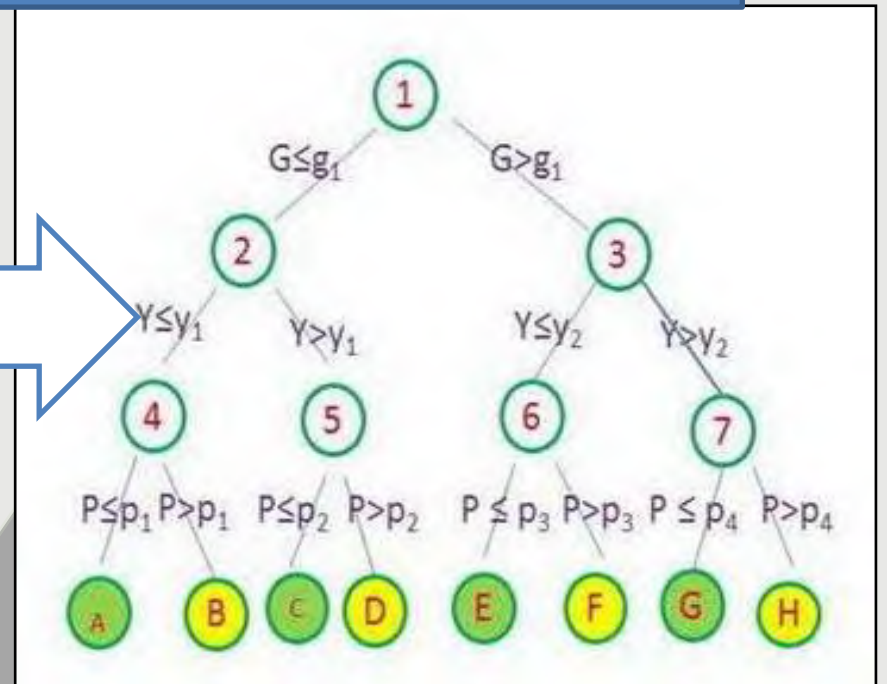 1
G≤g₁ G>g₁
2 3
Y≤y₁ Y>y₁ Y≤y₂ Y>y₂
4 5 6 7
P≤p₁ P>p₁ P≤p₂ P>p₂ P ≤ p₃ P>p₃ P ≤ p₄ P>p₄
A B C D E F G H